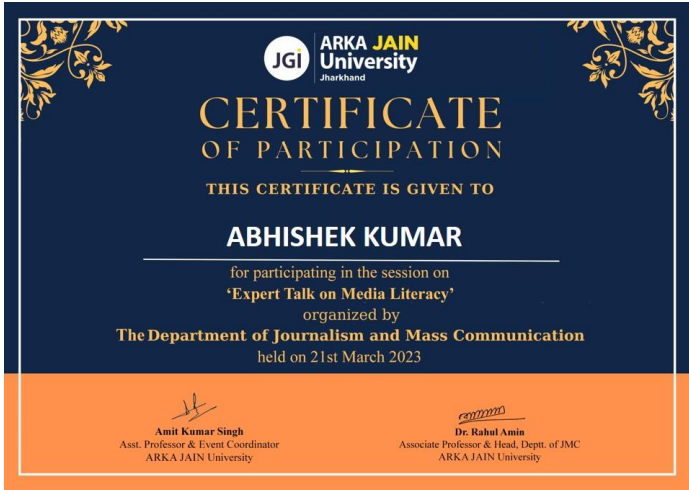 JGi
ARKA JAIN
University
Jharkhand
CERTIFICATE
OF PARTICIPATION
THIS CERTIFICATE IS GIVEN TO
ABHISHEK KUMAR
for participating in the session on
‘Expert Talk on Media Literacy’
organized by
The Department of Journalism and Mass Communication
held on 21st March 2023
Amit Kumar Singh
Asst. Professor & Event Coordinator
ARKA JAIN University
Dr. Rahul Amin
Associate Professor & Head, Deptt. of JMC
ARKA JAIN University